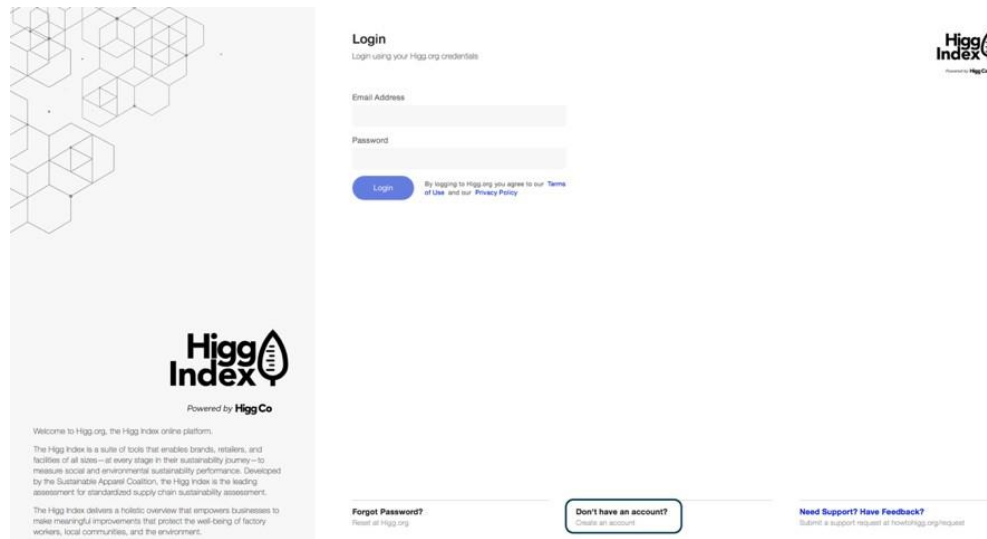 Higg
Index
Powered by Higg Co
Welcome to Higg.org, the Higg Index online platform.
The Higg Index is a suite of tools that enables brands, retailers, and
facilities of all sizes—at every stage in their sustainability journey—to
measure social and environmental sustainability performance. Developed
by the Sustainable Apparel Coalition, the Higg Index is the leading
assessment for standardized supply chain sustainability assessment.
The Higg Index delivers a holistic overview that empowers businesses to
make meaningful improvements that protect the well-being of factory
workers, local communities, and the environment.
Login
Login using your Higg.org credentials
Email Address
Password
Login
By logging to Higg.org you agree to our Terms
of Use and our Privacy Policy
Higg
Index
Powered by Higg Co
Forgot Password?
Reset at Higg.org
Don't have an account?
Create an account
Need Support? Have Feedback?
Submit a support request at howtohigg.org/request